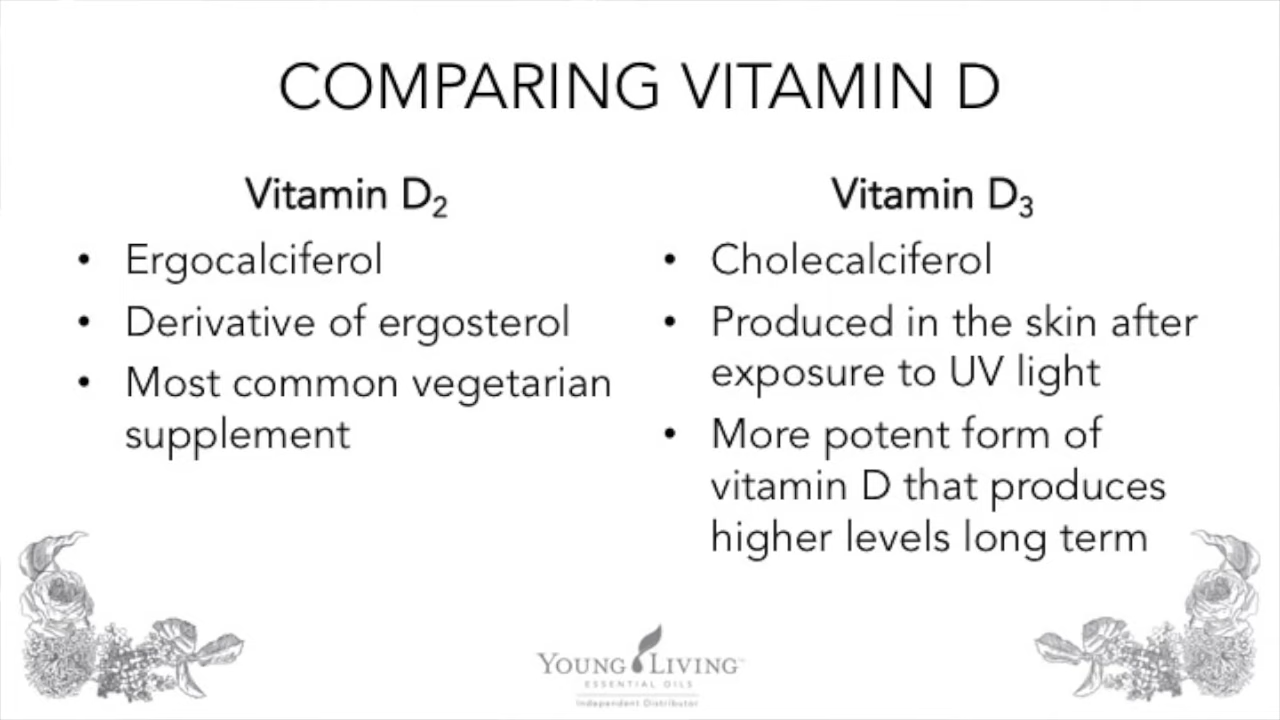 COMPARING VITAMIN D
Vitamin D₂
• Ergocalciferol
• Derivative of ergosterol
• Most common vegetarian
supplement
Vitamin D₃
• Cholecalciferol
• Produced in the skin after
exposure to UV light
• More potent form of
vitamin D that produces
higher levels long term
YOUNG LIVING™
ESSENTIAL OILS
Independent Distributor